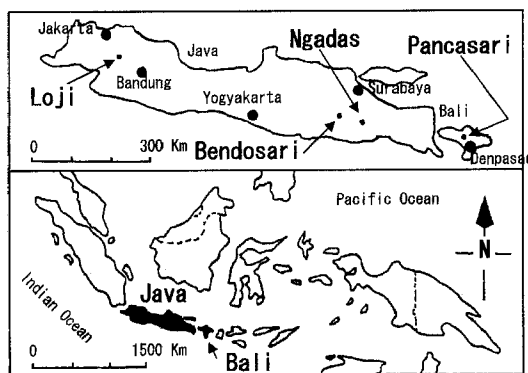 Jakarta
Java
Ngadas
Pancasari
Loji
Bandung
Surabaya
Bali
Yogyakarta
Bendosari
Denpasar
0 300 Km
Pacific Ocean
N
Indian Ocean
Java
Bali
0 1500 Km